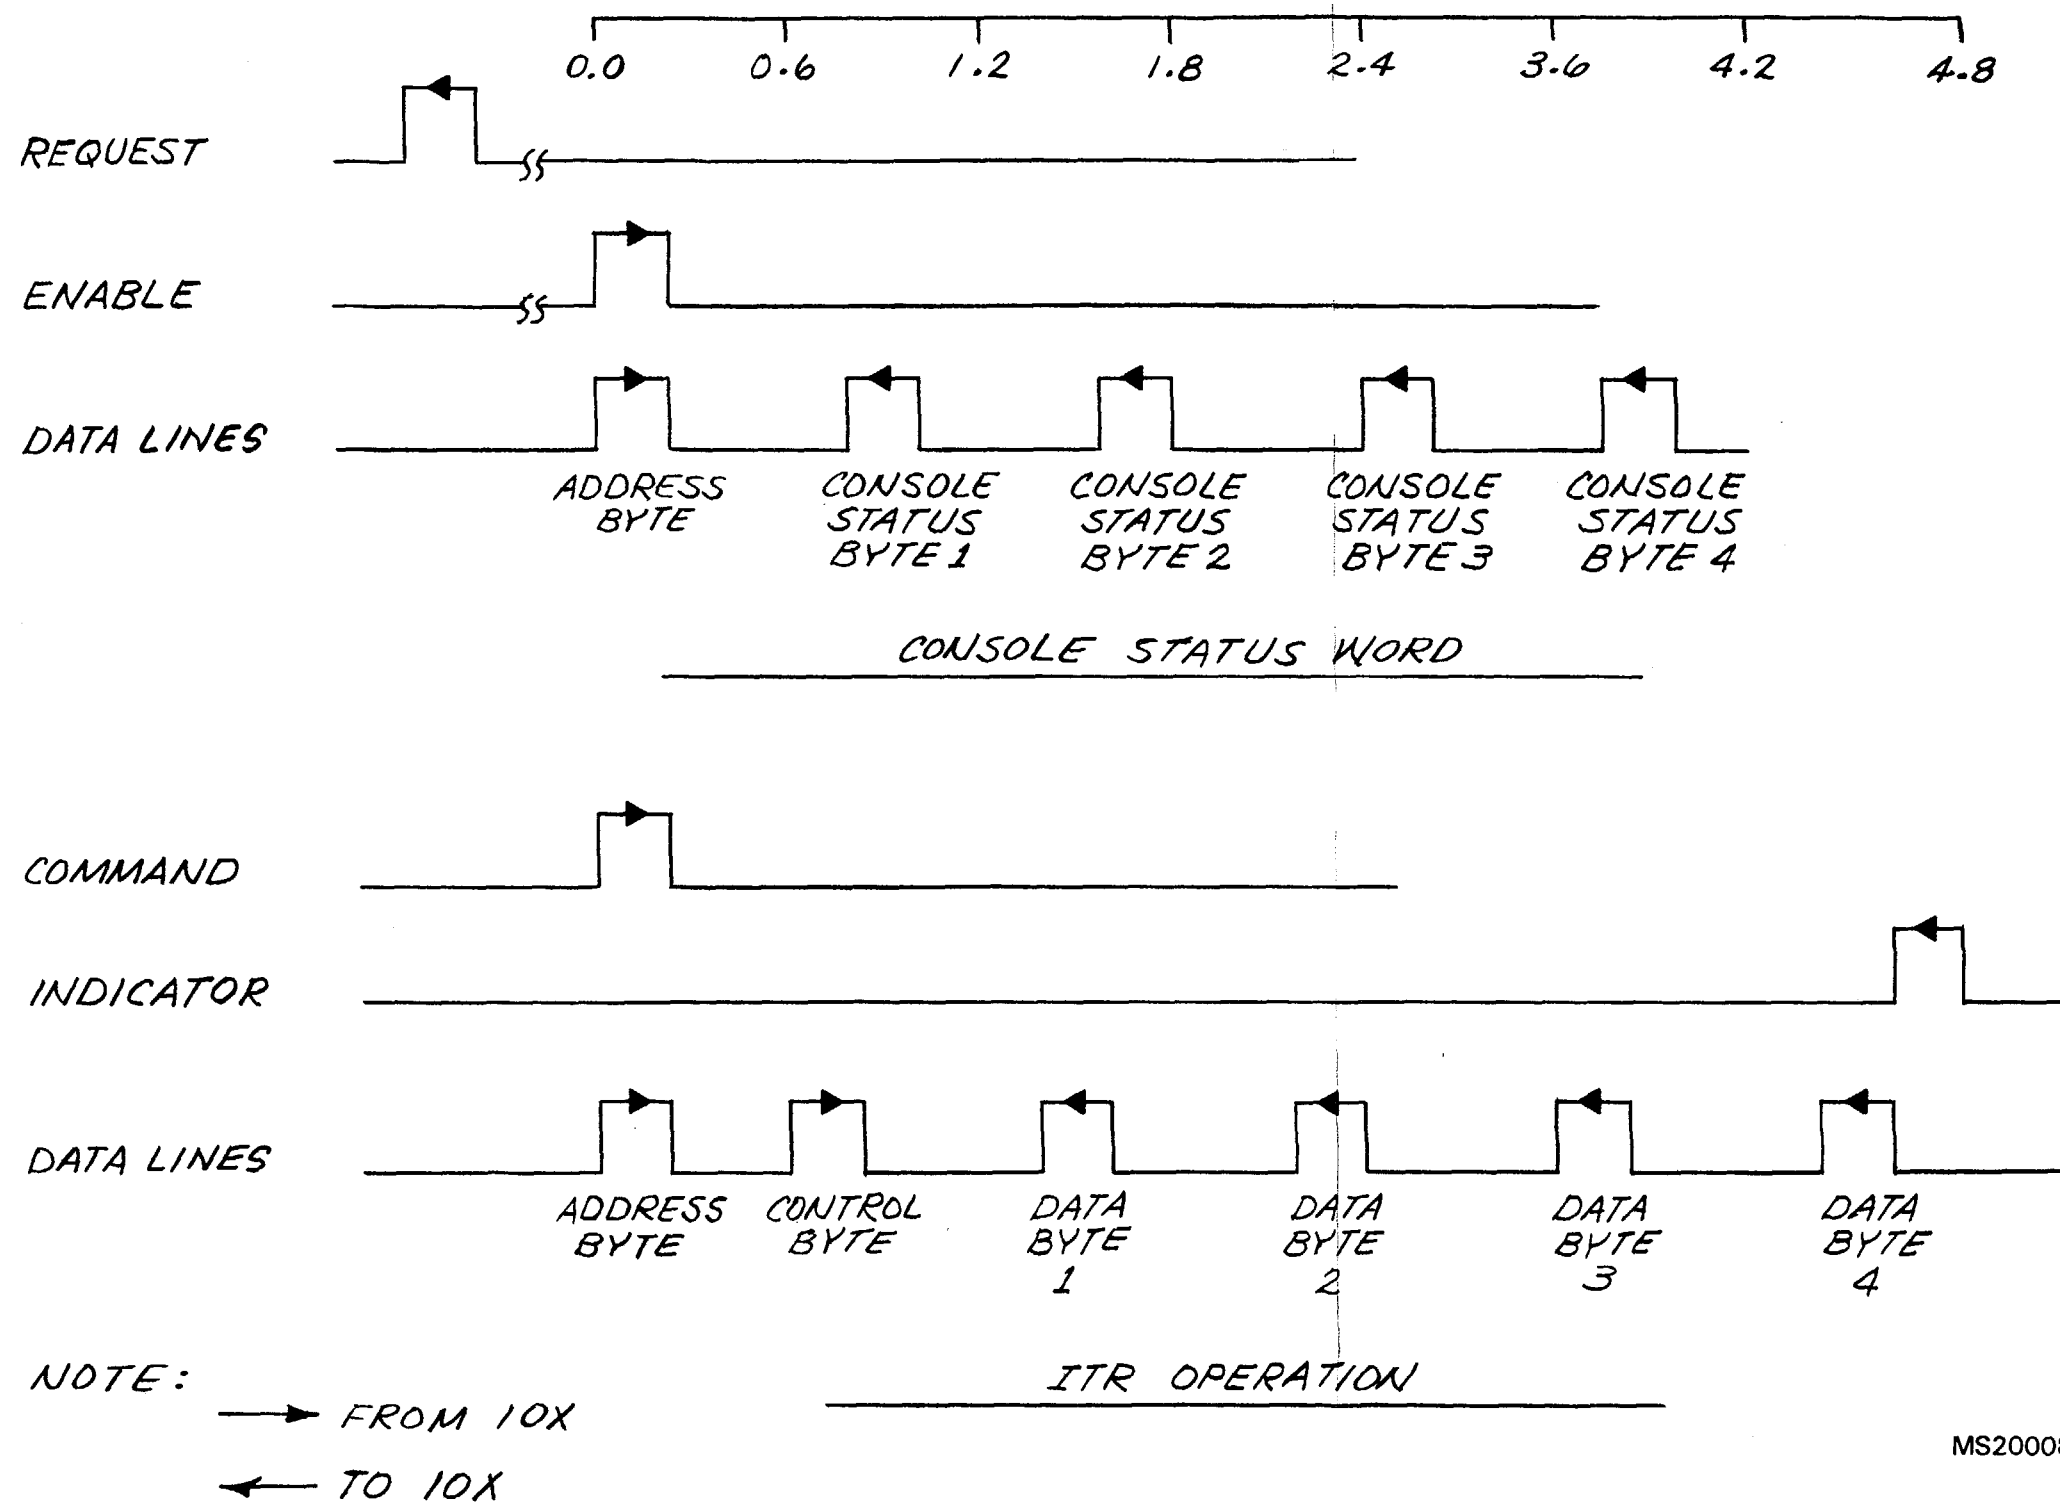 0.0 0.6 1.2 1.8 2.4 3.6 4.2 4.8
REQUEST
ENABLE
DATA LINES
ADDRESS BYTE
CONSOLE STATUS BYTE 1
CONSOLE STATUS BYTE 2
CONSOLE STATUS BYTE 3
CONSOLE STATUS BYTE 4
CONSOLE STATUS WORD
COMMAND
INDICATOR
DATA LINES
ADDRESS BYTE
CONTROL BYTE
DATA BYTE 1
DATA BYTE 2
DATA BYTE 3
DATA BYTE 4
NOTE:
ITR OPERATION
FROM 10X
TO 10X